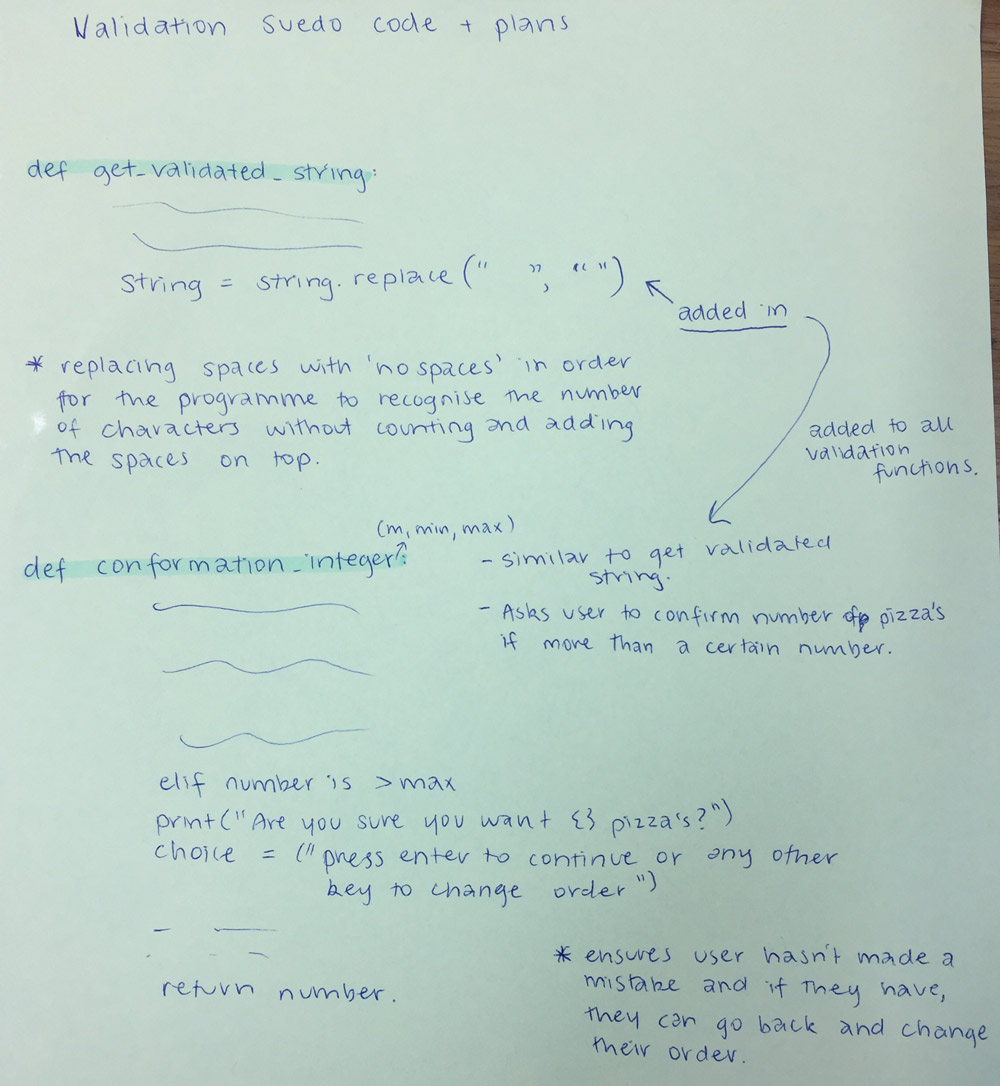 Validation Suedo code + plans
def get_validated_string:
String = string.replace(" ", "")
added in
* replacing spaces with 'no spaces' in order
for the programme to recognise the number
of characters without counting and adding
the spaces on top.
added to all
validation
functions.
(m, min, max)
def conformation_integer:
- similar to get validated
string.
- Asks user to confirm number of pizza's
if more than a certain number.
elif number is > max
print("Are you sure you want {} pizza's?")
choice = ("press enter to continue or any other
key to change order")
return number.
* ensures user hasn't made a
mistake and if they have,
they can go back and change
their order.